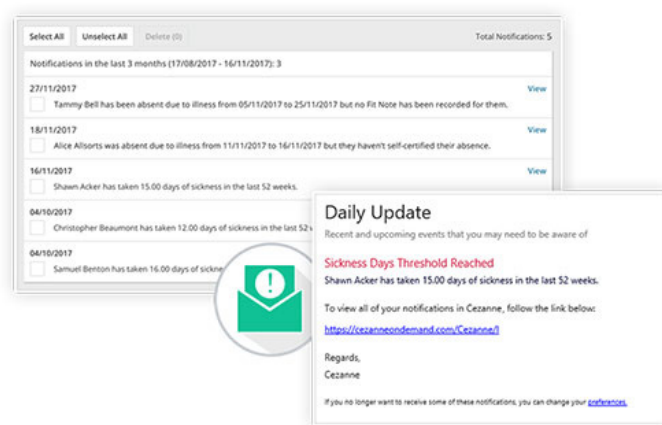 Select All Unselect All Delete (0) Total Notifications: 5
Notifications in the last 3 months (17/08/2017 - 16/11/2017): 3
27/11/2017 View
Tammy Bell has been absent due to illness from 05/11/2017 to 25/11/2017 but no Fit Note has been recorded for them.
18/11/2017 View
Alice Allsorts was absent due to illness from 11/11/2017 to 16/11/2017 but they haven't self-certified their absence.
16/11/2017 View
Shawn Acker has taken 15.00 days of sickness in the last 52 weeks.
04/10/2017
Christopher Beaumont has taken 12.00 days of sickness in the last 52
04/10/2017
Samuel Benton has taken 16.00 days of
Daily Update
Recent and upcoming events that you may need to be aware of
Sickness Days Threshold Reached
Shawn Acker has taken 15.00 days of sickness in the last 52 weeks.
To view all of your notifications in Cezanne, follow the link below:
https://cezanneondemand.com/Cezanne/l
Regards,
Cezanne
If you no longer want to receive some of these notifications, you can change your preferences.